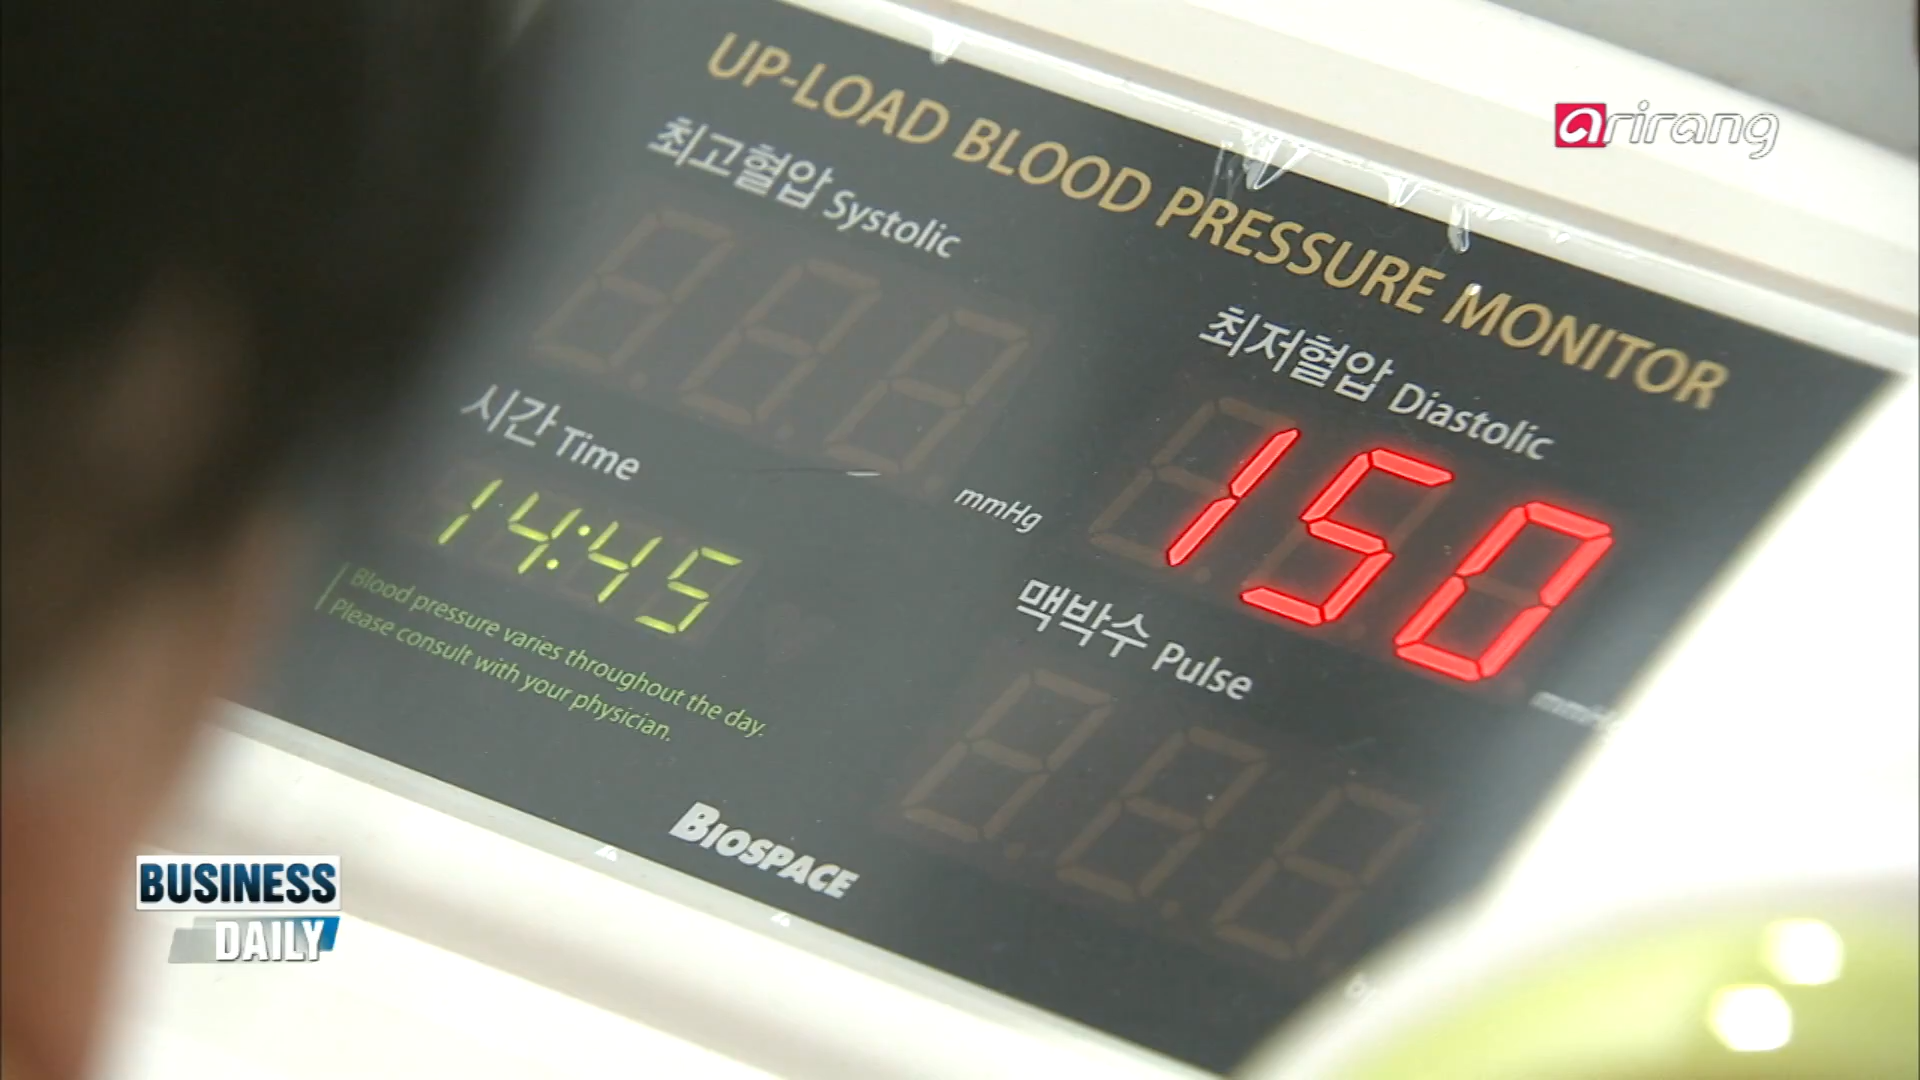 UP-LOAD BLOOD PRESSURE MONITOR
arirang
최고혈압 Systolic
mmHg
최저혈압 Diastolic
150
시간 Time
14:45
Blood pressure varies throughout the day.
Please consult with your physician.
맥박수 Pulse
BIOSPACE
BUSINESS
DAILY